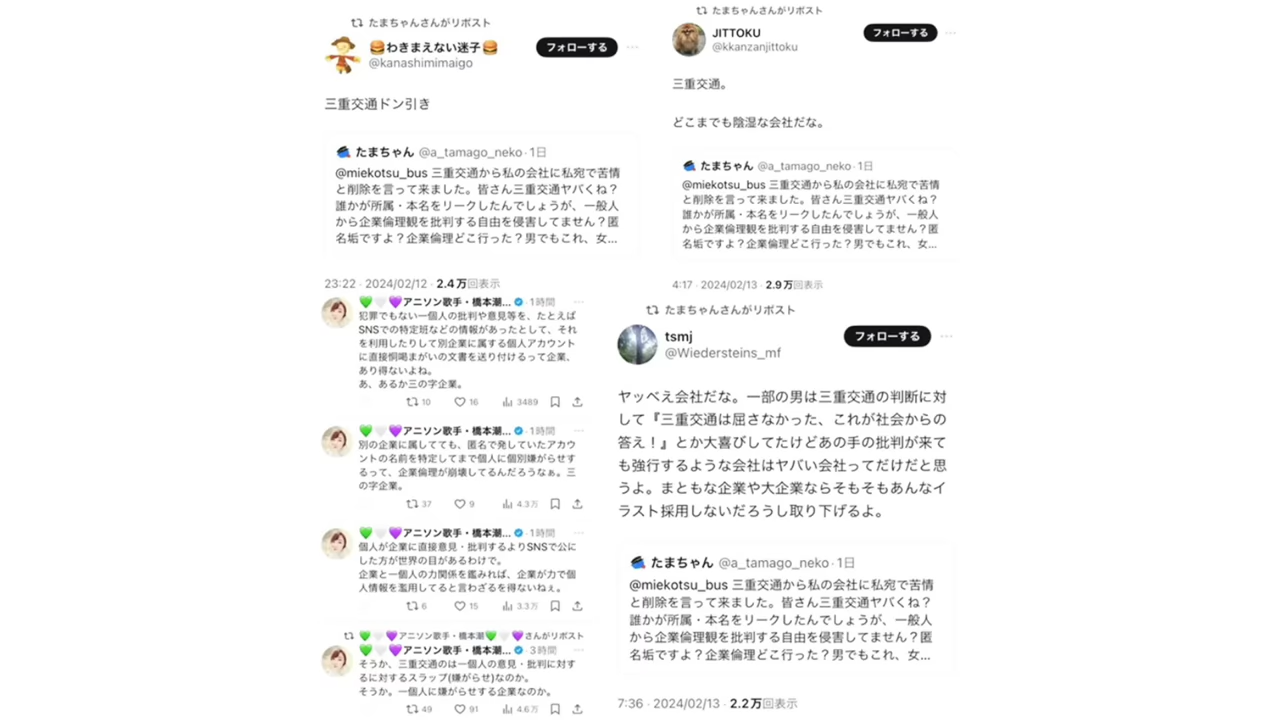 たまちゃんさんがリポスト
🍔わきまえない迷子🍔
@kanashimimaigo
フォローする
三重交通ドン引き
たまちゃん @a_tamago_neko · 1日
@miekotsu_bus 三重交通から私の会社に私宛で苦情
と削除を言って来ました。皆さん三重交通ヤバくね？
誰かが所属・本名をリークしたんでしょうが、一般人
から企業倫理観を批判する自由を侵害してません？匿
名垢ですよ？企業倫理どこ行った？男でもこれ、女...
23:22 · 2024/02/12 · 2.4万回表示
💚🤍💜アニソン歌手・橋本潮... · 1時間
犯罪でもない一個人の批判や意見等を、たとえば
SNSでの特定班などの情報があったとして、それ
を利用したりして別企業に属する個人アカウント
に直接恫喝まがいの文書を送り付けるって企業、
あり得ないよね。
あ、あるか三の字企業。
10 16 3489
💚🤍💜アニソン歌手・橋本潮... · 1時間
別の企業に属してても、匿名で発していたアカウ
ントの名前を特定してまで個人に個別嫌がらせす
るって、企業倫理が崩壊してるんだろうなぁ。三
の字企業。
37 9 4.3万
💚🤍💜アニソン歌手・橋本潮... · 1時間
個人が企業に直接意見・批判するよりSNSで公に
した方が世界の目があるわけで。
企業と一個人の力関係を鑑みれば、企業が力で個
人情報を濫用してると言わざるを得ないねぇ。
6 15 3.3万
💚🤍💜アニソン歌手・橋本潮💚🤍💜さんがリポスト
💚🤍💜アニソン歌手・橋本潮... · 3時間
そうか、三重交通のは一個人の意見・批判に対す
るに対するスラップ(嫌がらせ)なのか。
そうか。一個人に嫌がらせする企業なのか。
49 91 4.6万
たまちゃんさんがリポスト
JITTOKU
@kkanzanjittoku
フォローする
三重交通。
どこまでも陰湿な会社だな。
たまちゃん @a_tamago_neko · 1日
@miekotsu_bus 三重交通から私の会社に私宛で苦情
と削除を言って来ました。皆さん三重交通ヤバくね？
誰かが所属・本名をリークしたんでしょうが、一般人
から企業倫理観を批判する自由を侵害してません？匿
名垢ですよ？企業倫理どこ行った？男でもこれ、女...
4:17 · 2024/02/13 · 2.9万回表示
たまちゃんさんがリポスト
tsmj
@Wiedersteins_mf
フォローする
ヤッベえ会社だな。一部の男は三重交通の判断に対
して『三重交通は屈さなかった、これが社会からの
答え！』とか大喜びしてたけどあの手の批判が来て
も強行するような会社はヤバい会社ってだけだと思
うよ。まともな企業や大企業ならそもそもあんなイ
ラスト採用しないだろうし取り下げるよ。
たまちゃん @a_tamago_neko · 1日
@miekotsu_bus 三重交通から私の会社に私宛で苦情
と削除を言って来ました。皆さん三重交通ヤバくね？
誰かが所属・本名をリークしたんでしょうが、一般人
から企業倫理観を批判する自由を侵害してません？匿
名垢ですよ？企業倫理どこ行った？男でもこれ、女...
7:36 · 2024/02/13 · 2.2万回表示